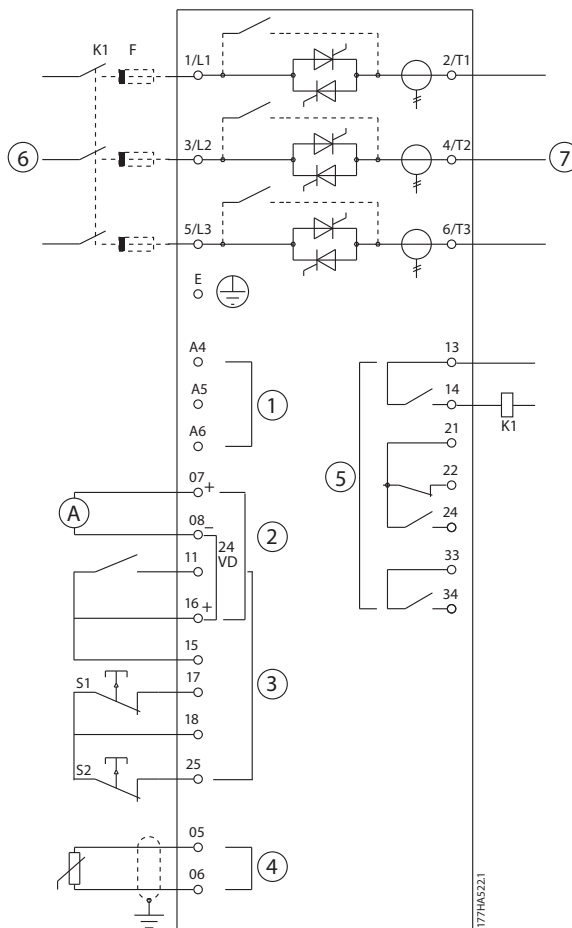 K1 F 1/L1 2/T1
6 3/L2 4/T2 7
5/L3 6/T3
E
A4 13
A5 1 14
A6 K1
21
07 + 5 22
A 08 – 2 24
24
VD
11 33
16 + 34
15
S1 17 3
18
S2 25
05
4
06
177HA522.1